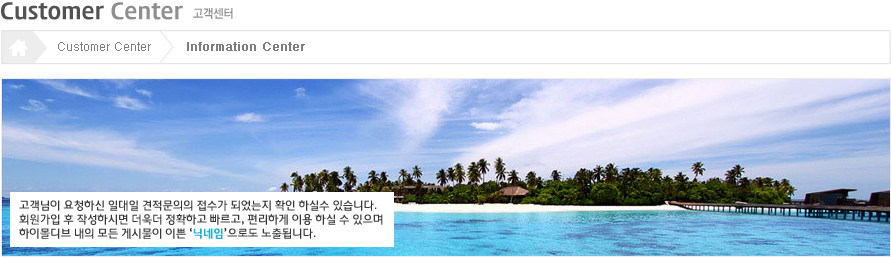 Customer Center 고객센터
Customer Center Information Center
고객님이 요청하신 일대일 견적문의의 접수가 되었는지 확인 하실수 있습니다.
회원가입 후 작성하시면 더욱더 정확하고 빠르고, 편리하게 이용 하실 수 있으며
하이몰디브 내의 모든 게시물이 이쁜 '닉네임'으로도 노출됩니다.